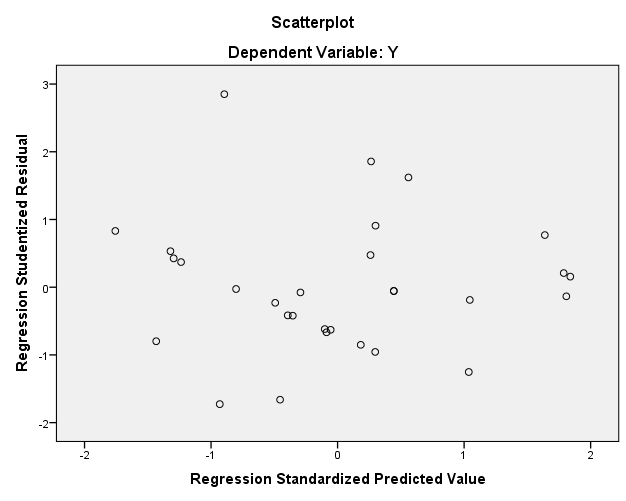 Scatterplot
Dependent Variable: Y
Regression Studentized Residual
3
2
1
0
-1
-2
-2
-1
0
1
2
Regression Standardized Predicted Value